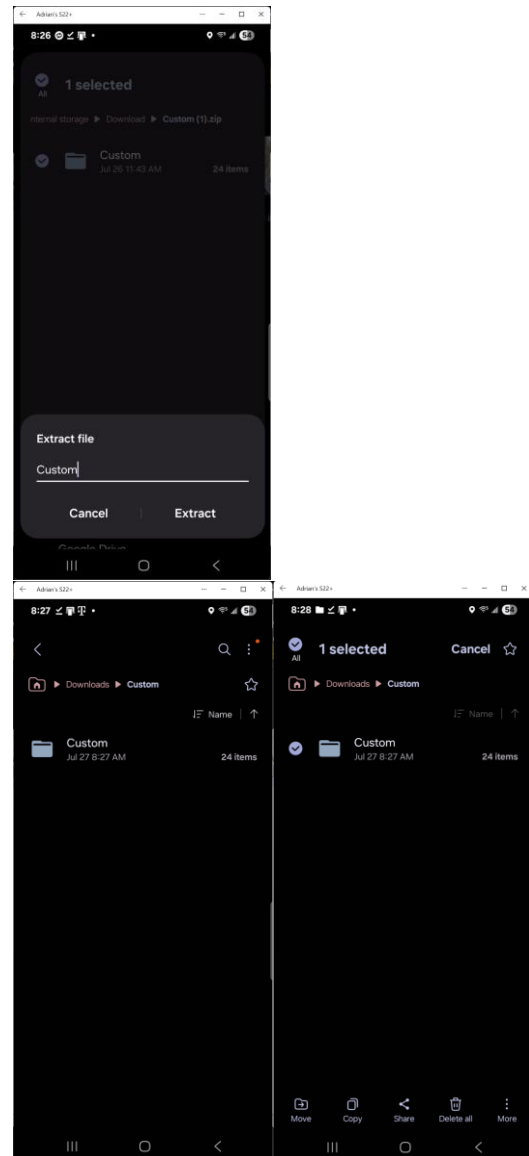 Adrian's S22+
8:26
54
All
1 selected
nternal storage ▶ Download ▶ Custom (1).zip
Custom
Jul 26 11:43 AM
24 items
Extract file
Custom
Cancel
Extract
Google Drive
Adrian's S22+
8:27
54
Downloads ▶ Custom
Name
Custom
Jul 27 8:27 AM
24 items
Adrian's S22+
8:28
54
All
1 selected
Cancel
Downloads ▶ Custom
Name
Custom
Jul 27 8:27 AM
24 items
Move
Copy
Share
Delete all
More